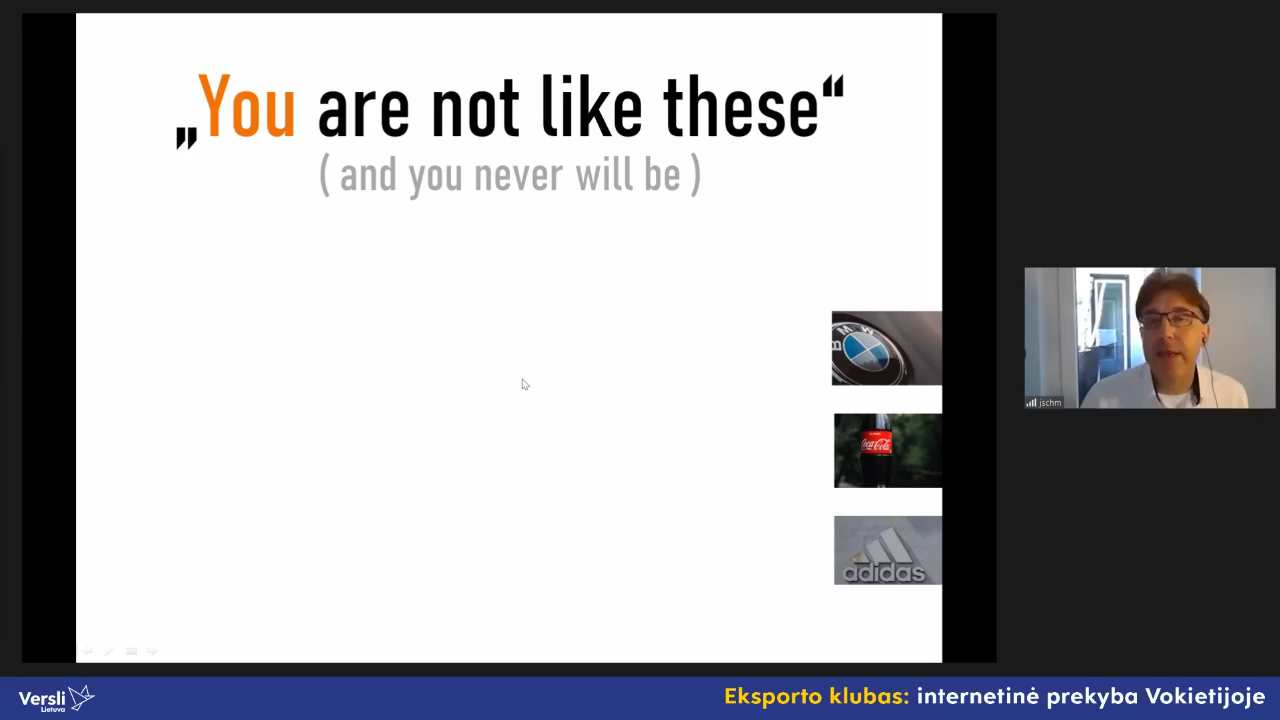 „You are not like these“
( and you never will be )
BMW
Coca-Cola
adidas
jschm
Versli
Lietuva
Eksporto klubas: internetinė prekyba Vokietijoje